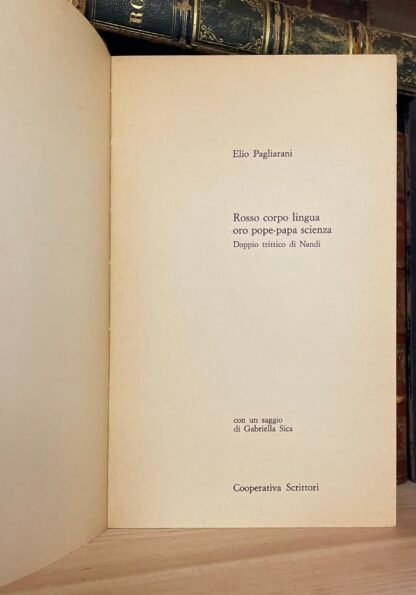 Elio Pagliarani
Rosso corpo lingua
oro pope-papa scienza
Doppio trittico di Nandi
con un saggio
di Gabriella Sica
Cooperativa Scrittori